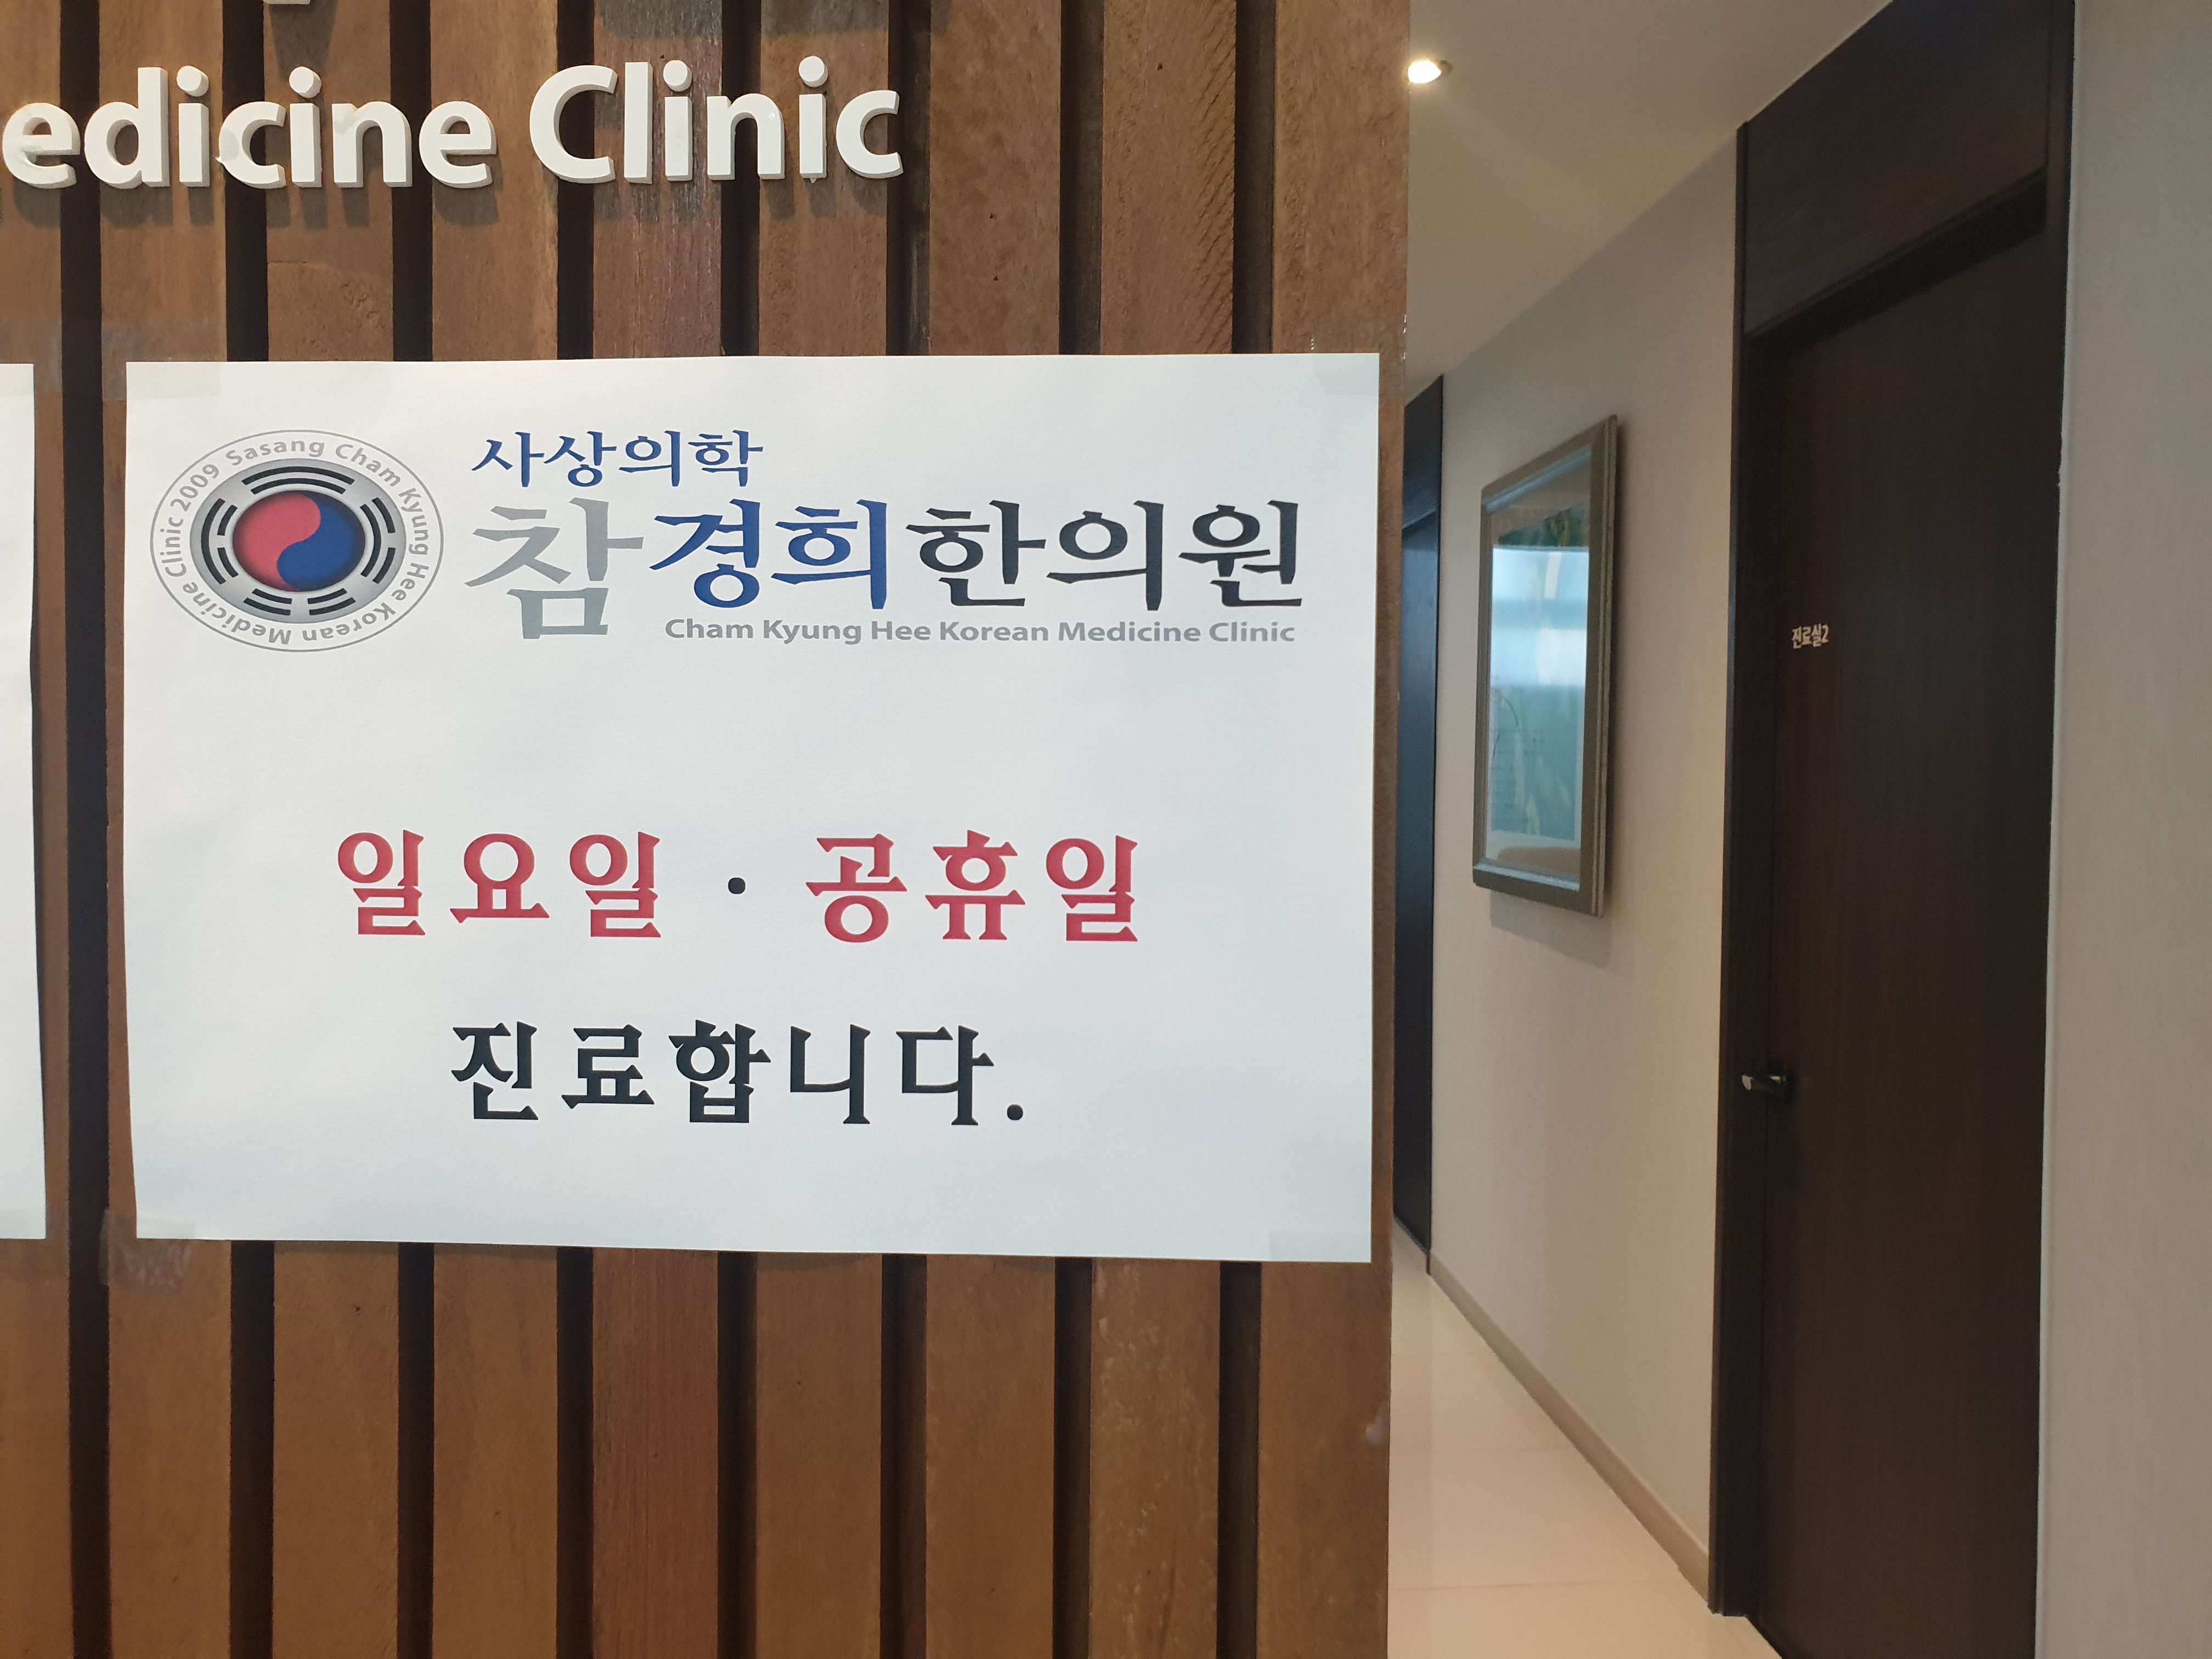 edicine Clinic
2009 Sasang Cham Kyung Hee Korean Medicine Clinic
사상의학
참경희한의원
Cham Kyung Hee Korean Medicine Clinic
일요일 · 공휴일
진료합니다.
진료실2